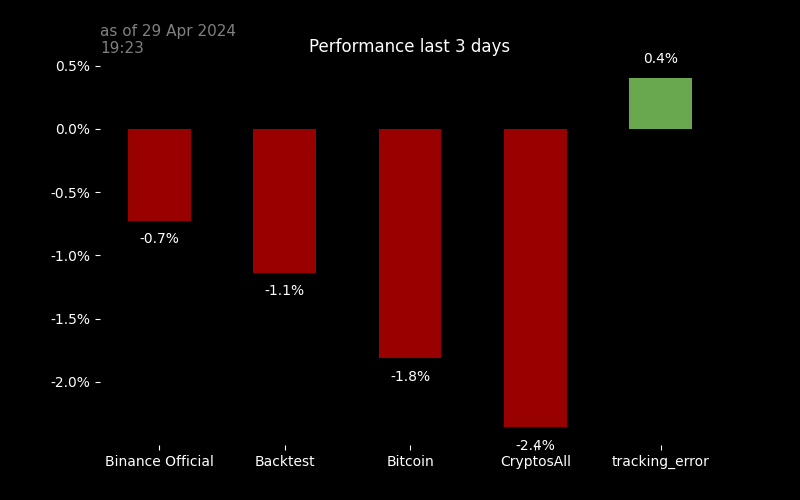 as of 29 Apr 2024
19:23
Performance last 3 days
0.5%
0.0%
-0.5%
-1.0%
-1.5%
-2.0%
0.4%
-0.7%
-1.1%
-1.8%
-2.4%
Binance Official
Backtest
Bitcoin
CryptosAll
tracking_error